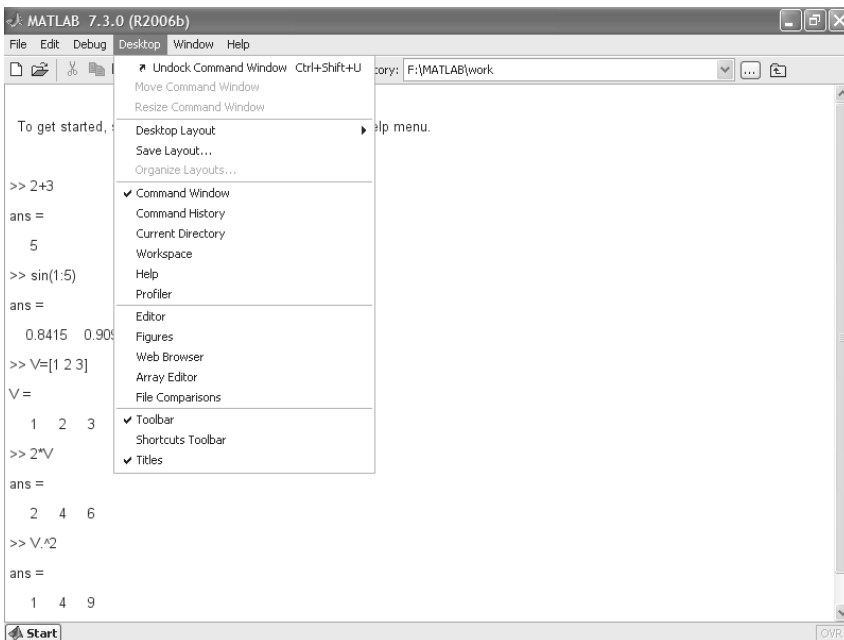 MATLAB 7.3.0 (R2006b)
File Edit Debug Desktop Window Help
Undock Command Window Ctrl+Shift+U
F:\MATLAB\work
...
Move Command Window
Resize Command Window
To get started,
menu.
Desktop Layout
Save Layout...
Organize Layouts...
>> 2+3
Command Window
ans =
Command History
Current Directory
5
Workspace
>> sin(1:5)
Help
Profiler
ans =
Editor
0.8415
Figures
>> V=[1 2 3]
Web Browser
Array Editor
V =
File Comparisons
1 2 3
Toolbar
Shortcuts Toolbar
>> 2*V
Titles
ans =
2 4 6
>> V.^2
ans =
1 4 9
Start
OVR